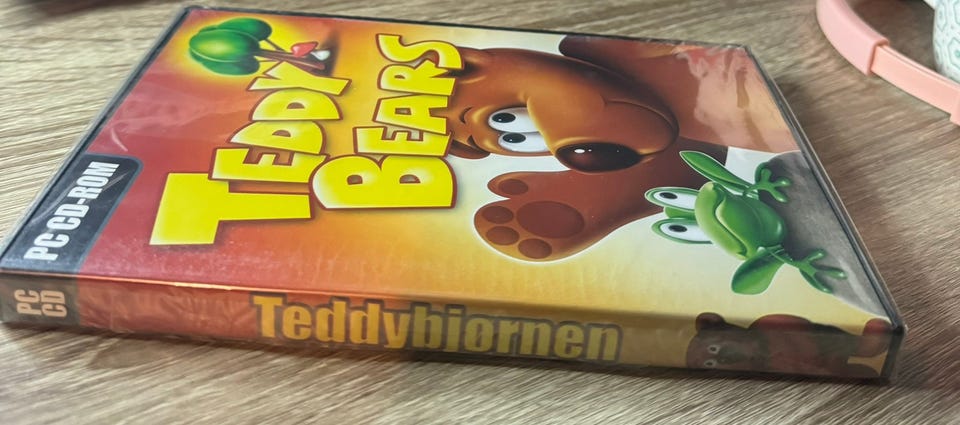 TEDDY
BEARS
PC CD-ROM
PC
CD
Teddybjørnen